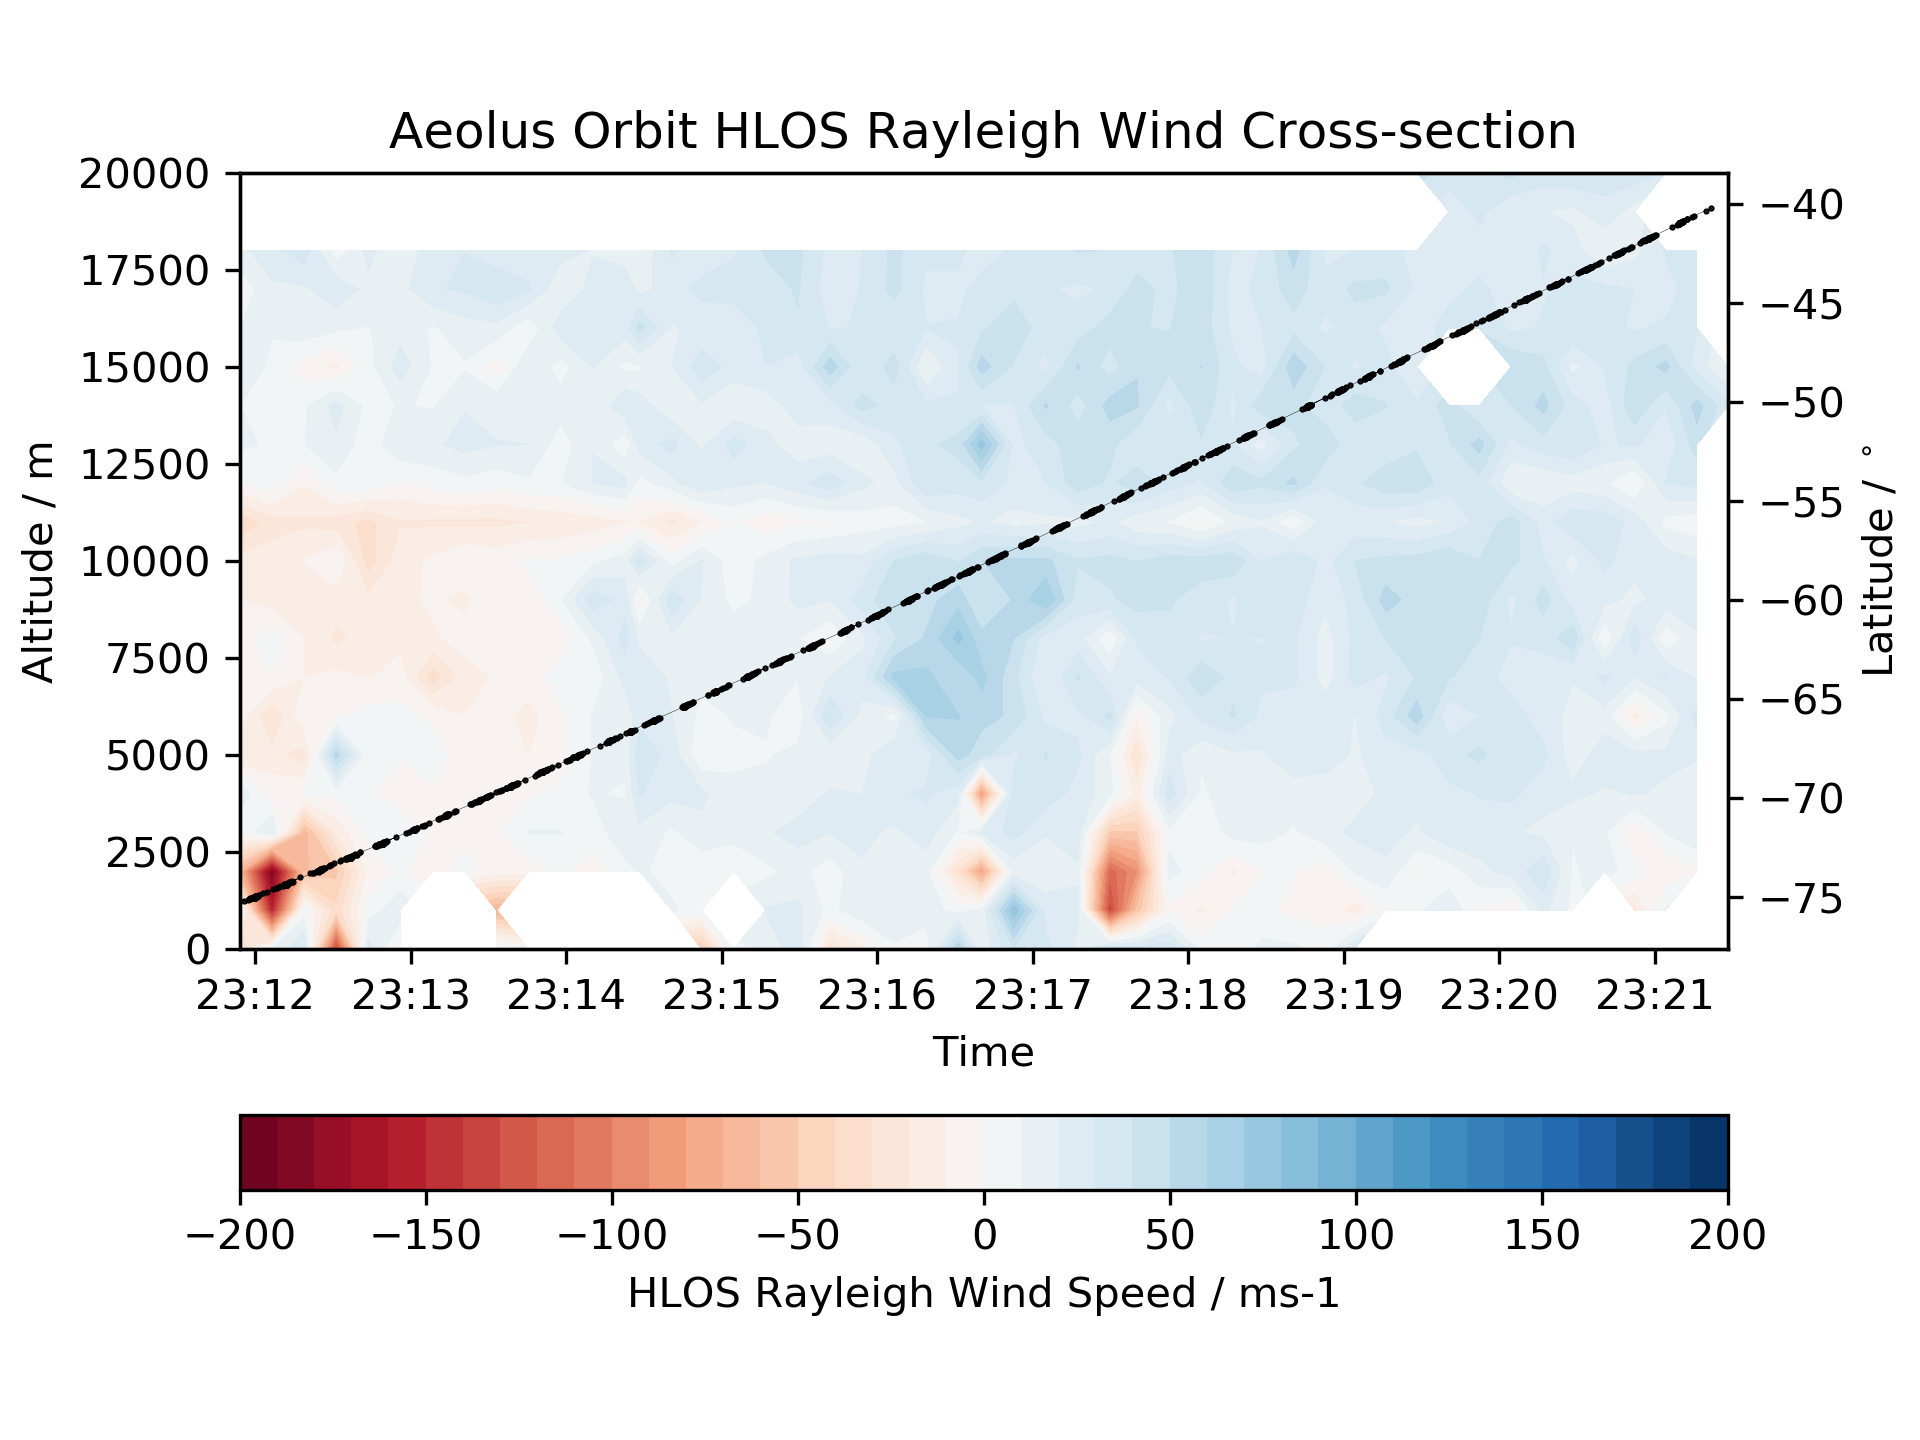 Aeolus Orbit HLOS Rayleigh Wind Cross-section
20000
17500
15000
12500
10000
7500
5000
2500
0
Altitude / m
−40
−45
−50
−55
−60
−65
−70
−75
Latitude / °
23:12 23:13 23:14 23:15 23:16 23:17 23:18 23:19 23:20 23:21
Time
−200 −150 −100 −50 0 50 100 150 200
HLOS Rayleigh Wind Speed / ms-1